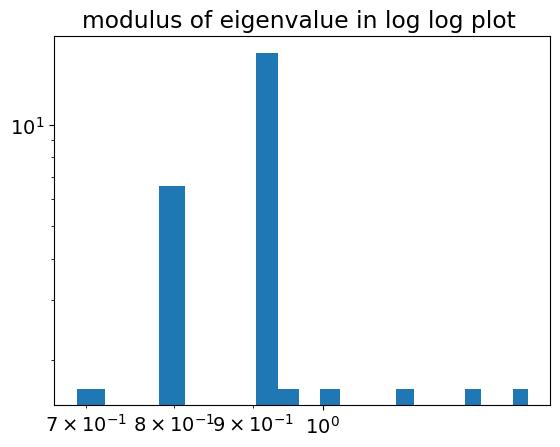 modulus of eigenvalue in log log plot
10¹
7 × 10⁻¹ 8 × 10⁻¹ 9 × 10⁻¹ 10⁰